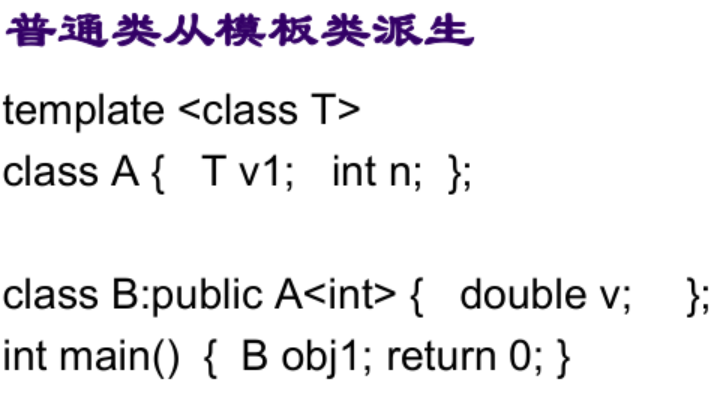 普通类从模板类派生
template <class T>
class A { T v1; int n; };
class B:public A<int> { double v; };
int main() { B obj1; return 0; }